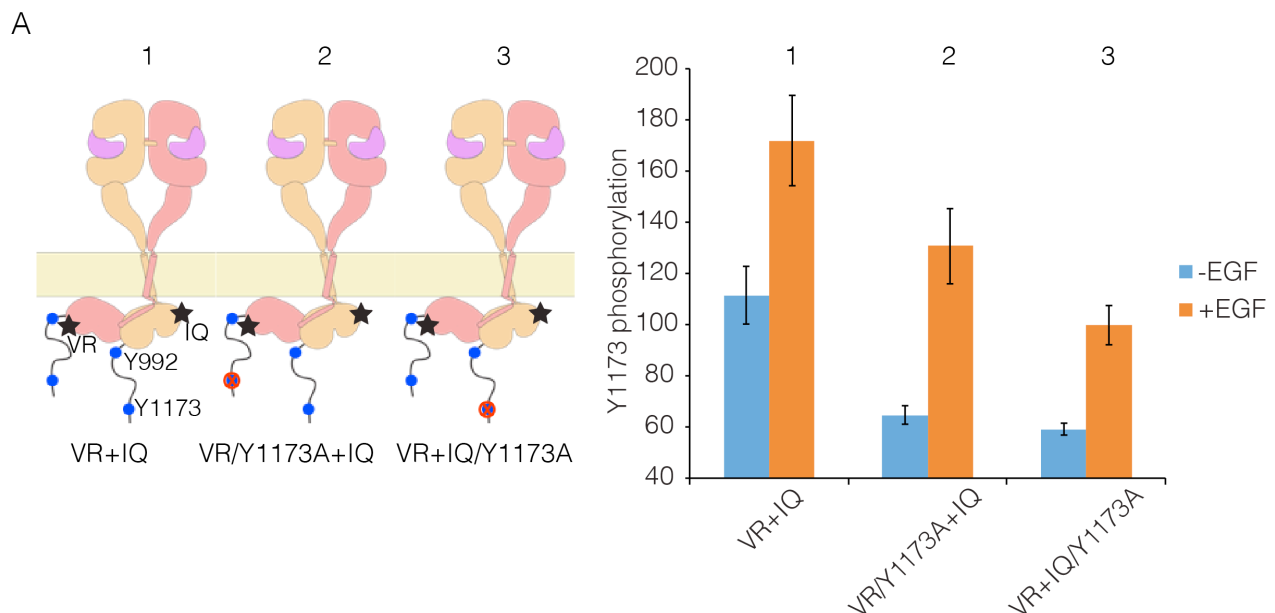 A
1 2 3
VR
IQ
Y992
Y1173
VR+IQ VR/Y1173A+IQ VR+IQ/Y1173A
1 2 3
Y1173 phosphorylation
200
180
160
140
120
100
80
60
40
VR+IQ
VR/Y1173A+IQ
VR+IQ/Y1173A
-EGF
+EGF